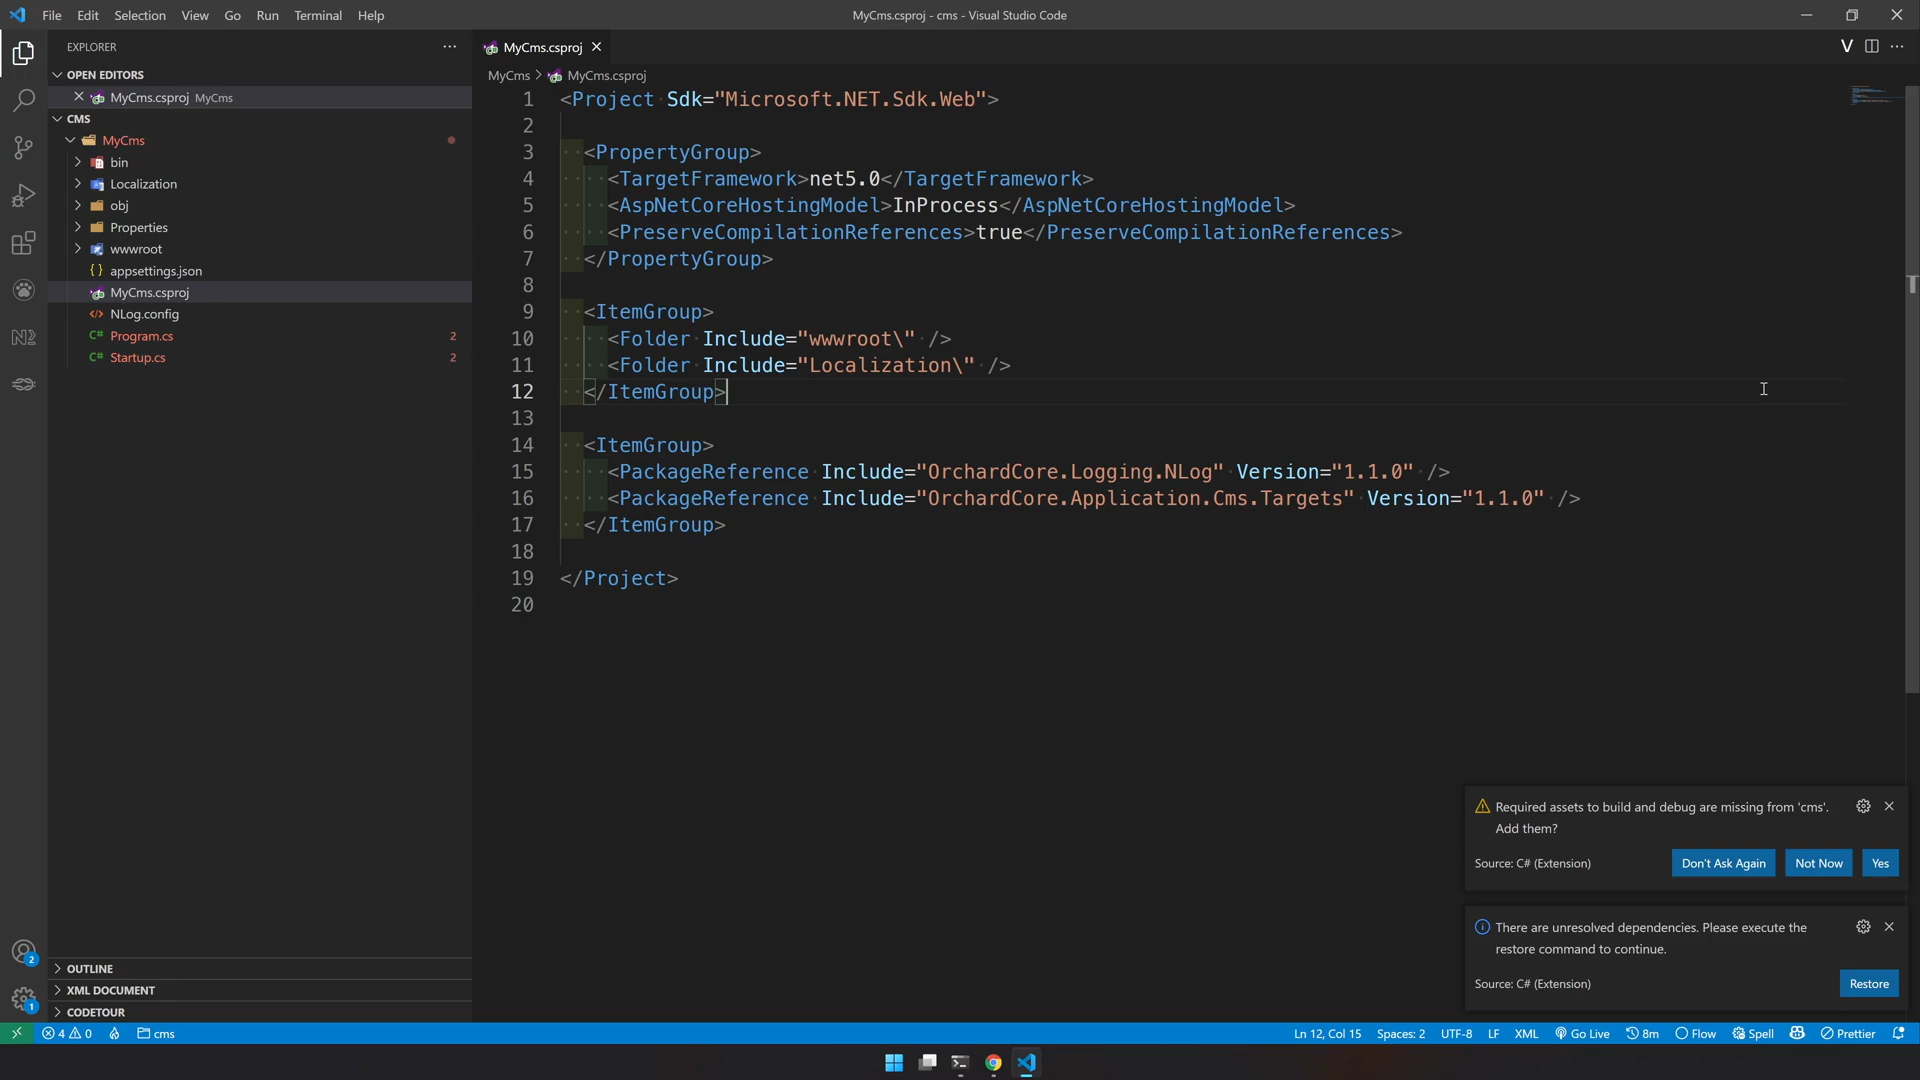 File Edit Selection View Go Run Terminal Help
MyCms.csproj - cms - Visual Studio Code
EXPLORER
OPEN EDITORS
MyCms.csproj MyCms
CMS
MyCms
bin
Localization
obj
Properties
wwwroot
appsettings.json
MyCms.csproj
NLog.config
Program.cs 2
Startup.cs 2
OUTLINE
XML DOCUMENT
CODETOUR
2
1
MyCms.csproj
V
MyCms > MyCms.csproj
1 <Project Sdk="Microsoft.NET.Sdk.Web">
2
3 <PropertyGroup>
4 <TargetFramework>net5.0</TargetFramework>
5 <AspNetCoreHostingModel>InProcess</AspNetCoreHostingModel>
6 <PreserveCompilationReferences>true</PreserveCompilationReferences>
7 </PropertyGroup>
8
9 <ItemGroup>
10 <Folder Include="wwwroot\" />
11 <Folder Include="Localization\" />
12 </ItemGroup>
13
14 <ItemGroup>
15 <PackageReference Include="OrchardCore.Logging.NLog" Version="1.1.0" />
16 <PackageReference Include="OrchardCore.Application.Cms.Targets" Version="1.1.0" />
17 </ItemGroup>
18
19 </Project>
20
Required assets to build and debug are missing from 'cms'.
Add them?
Source: C# (Extension) Don't Ask Again Not Now Yes
There are unresolved dependencies. Please execute the
restore command to continue.
Source: C# (Extension) Restore
4 0 cms Ln 12, Col 15 Spaces: 2 UTF-8 LF XML Go Live 8m Flow Spell Prettier